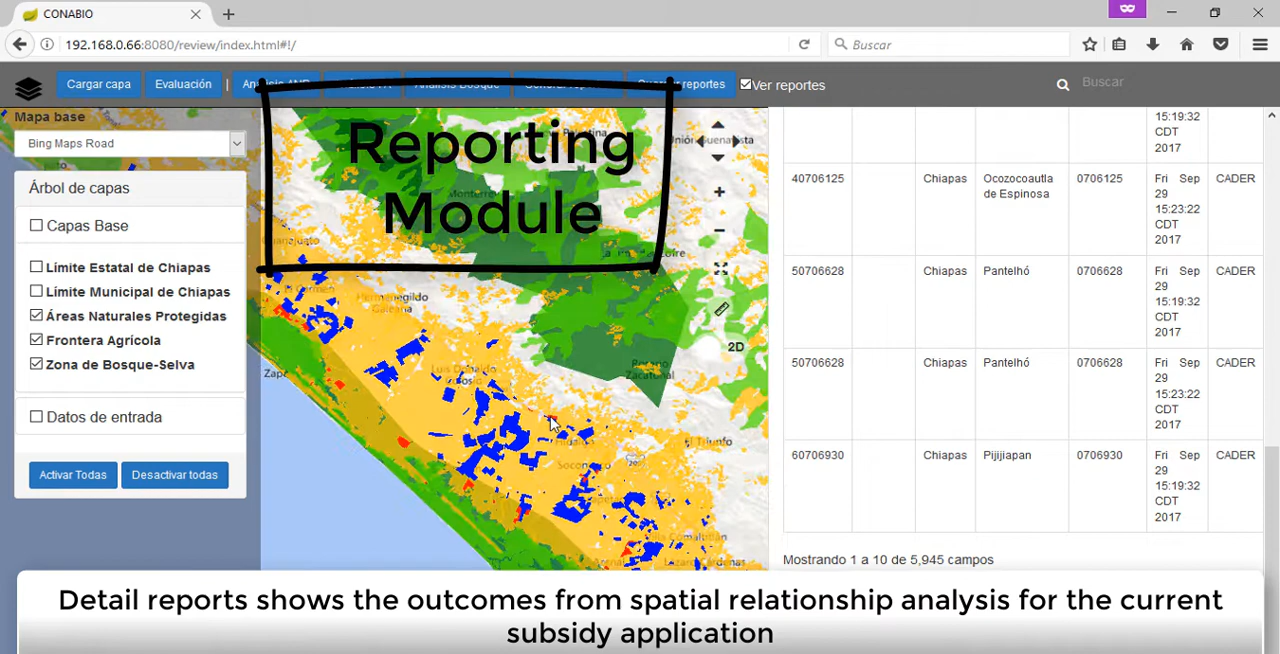 CONABIO
192.168.0.66:8080/review/index.html#!/
Buscar
Cargar capa
Evaluación
|
Ver reportes
Buscar
Mapa base
Bing Maps Road
Árbol de capas
Capas Base
Límite Estatal de Chiapas
Límite Municipal de Chiapas
Áreas Naturales Protegidas
Frontera Agrícola
Zona de Bosque-Selva
Datos de entrada
Activar Todas
Desactivar todas
Reporting
Module
Hermenegildo
Galeana
Luis Donaldo
Colosio
El Triunfo
2D
15:19:32
CDT
2017
40706125 Chiapas Ocozocoautla 0706125 Fri Sep CADER
de Espinosa 29
15:23:22
CDT
2017
50706628 Chiapas Pantelhó 0706628 Fri Sep CADER
29
15:19:32
CDT
2017
50706628 Chiapas Pantelhó 0706628 Fri Sep CADER
29
15:23:22
CDT
2017
60706930 Chiapas Pijijiapan 0706930 Fri Sep CADER
29
15:19:32
CDT
2017
Mostrando 1 a 10 de 5,945 campos
Detail reports shows the outcomes from spatial relationship analysis for the current
subsidy application